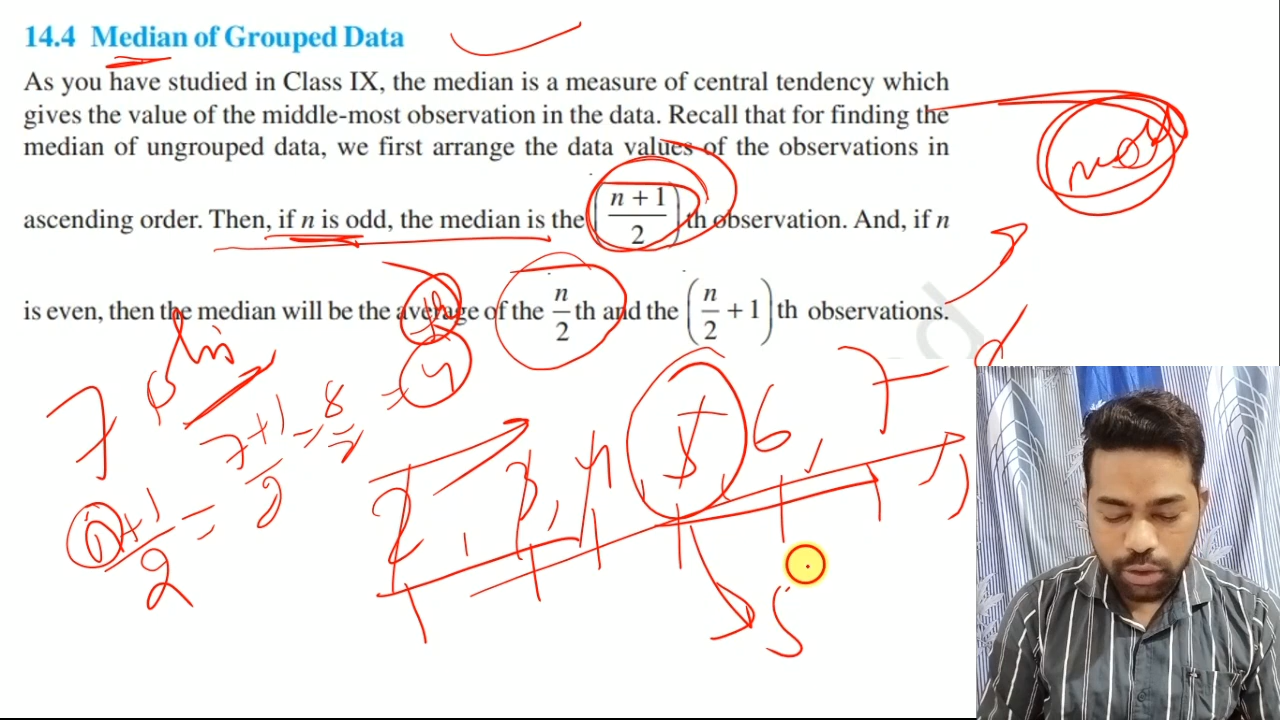 14.4 Median of Grouped Data
As you have studied in Class IX, the median is a measure of central tendency which
gives the value of the middle-most observation in the data. Recall that for finding the
median of ungrouped data, we first arrange the data values of the observations in
ascending order. Then, if n is odd, the median is the ((n + 1)/2)th observation. And, if n
is even, then the median will be the average of the n/2 th and the (n/2 + 1)th observations.
7
(7+1)/2 = 8/2 = 4
th
(6+1)/2 =
2, 3, 4, 5, 6, 7
5